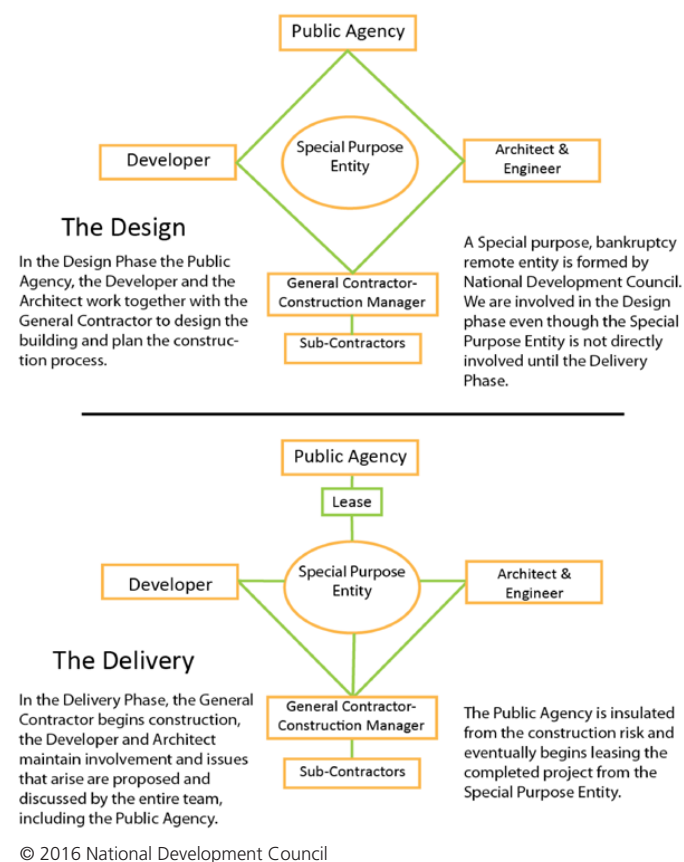 Public Agency
Developer
Special Purpose
Entity
Architect &
Engineer
The Design
In the Design Phase the Public
Agency, the Developer and the
Architect work together with the
General Contractor to design the
building and plan the construc-
tion process.
General Contractor-
Construction Manager
Sub-Contractors
A Special purpose, bankruptcy
remote entity is formed by
National Development Council.
We are involved in the Design
phase even though the Special
Purpose Entity is not directly
involved until the Delivery
Phase.
Public Agency
Lease
Developer
Special Purpose
Entity
Architect &
Engineer
The Delivery
In the Delivery Phase, the General
Contractor begins construction,
the Developer and Architect
maintain involvement and issues
that arise are proposed and
discussed by the entire team,
including the Public Agency.
General Contractor-
Construction Manager
Sub-Contractors
The Public Agency is insulated
from the construction risk and
eventually begins leasing the
completed project from the
Special Purpose Entity.
© 2016 National Development Council